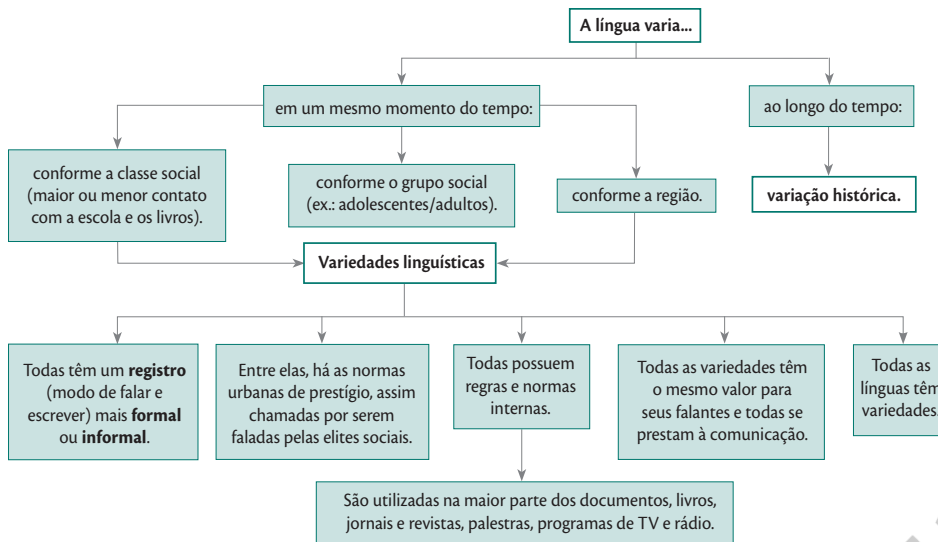 A língua varia...
em um mesmo momento do tempo:
ao longo do tempo:
conforme a classe social
(maior ou menor contato
com a escola e os livros).
conforme o grupo social
(ex.: adolescentes/adultos).
conforme a região.
variação histórica.
Variedades linguísticas
Todas têm um registro
(modo de falar e
escrever) mais formal
ou informal.
Entre elas, há as normas
urbanas de prestígio, assim
chamadas por serem
faladas pelas elites sociais.
Todas possuem
regras e normas
internas.
Todas as variedades têm
o mesmo valor para
seus falantes e todas se
prestam à comunicação.
Todas as
línguas têm
variedades.
São utilizadas na maior parte dos documentos, livros,
jornais e revistas, palestras, programas de TV e rádio.